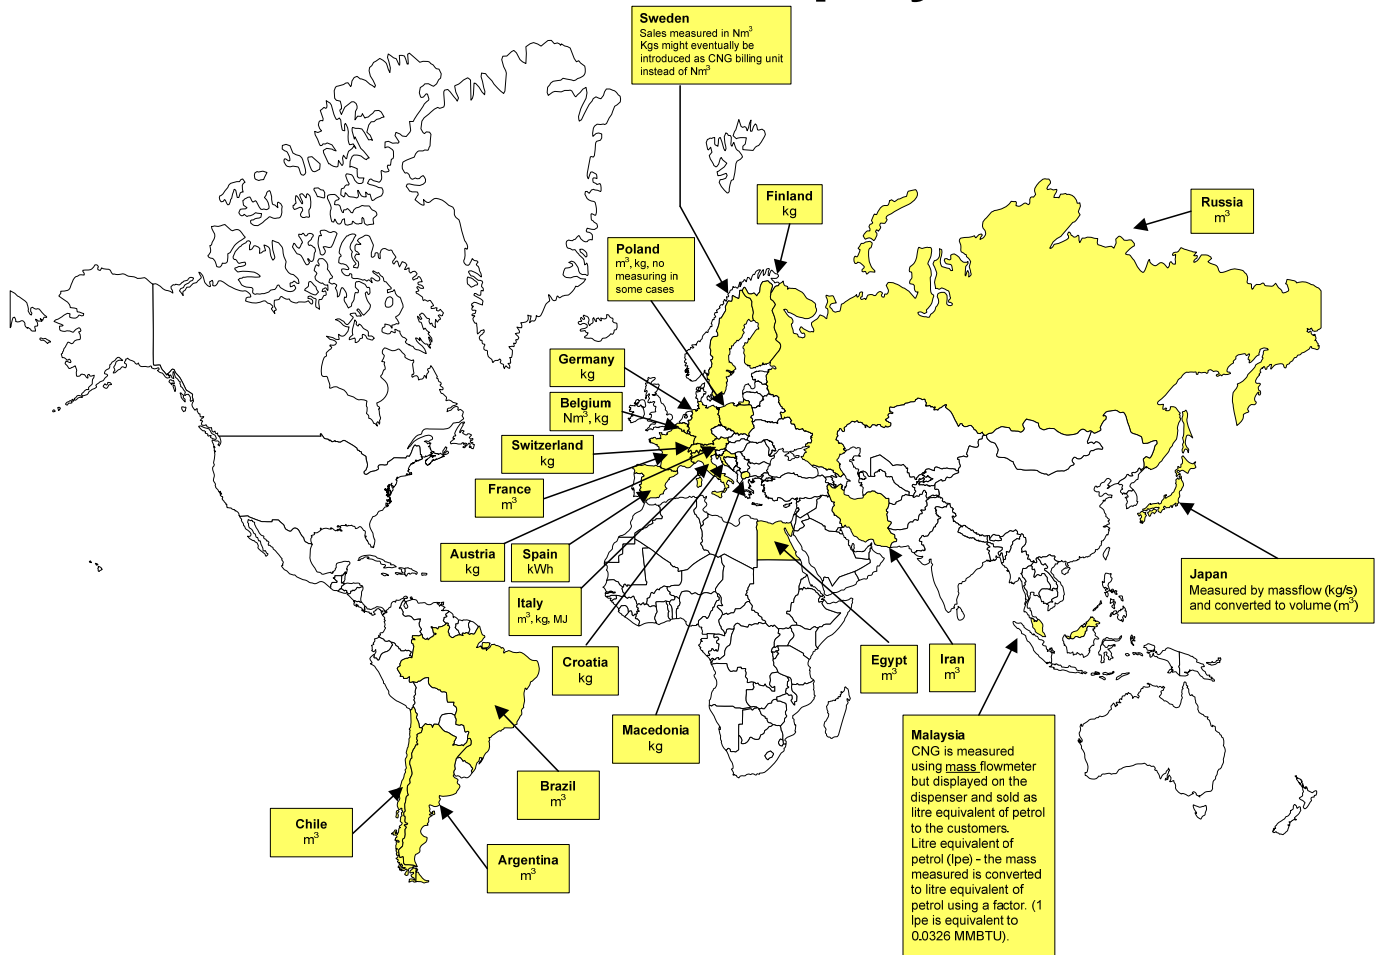 Sweden
Sales measured in Nm³
Kgs might eventually be
introduced as CNG billing unit
instead of Nm³
Finland
kg
Russia
m³
Poland
m³, kg, no
measuring in
some cases
Germany
kg
Belgium
Nm³, kg
Switzerland
kg
France
m³
Austria
kg
Spain
kWh
Italy
m³, kg, MJ
Croatia
kg
Macedonia
kg
Egypt
m³
Iran
m³
Japan
Measured by massflow (kg/s)
and converted to volume (m³)
Malaysia
CNG is measured
using mass flowmeter
but displayed on the
dispenser and sold as
litre equivalent of petrol
to the customers.
Litre equivalent of
petrol (lpe) - the mass
measured is converted
to litre equivalent of
petrol using a factor. (1
lpe is equivalent to
0.0326 MMBTU).
Brazil
m³
Chile
m³
Argentina
m³